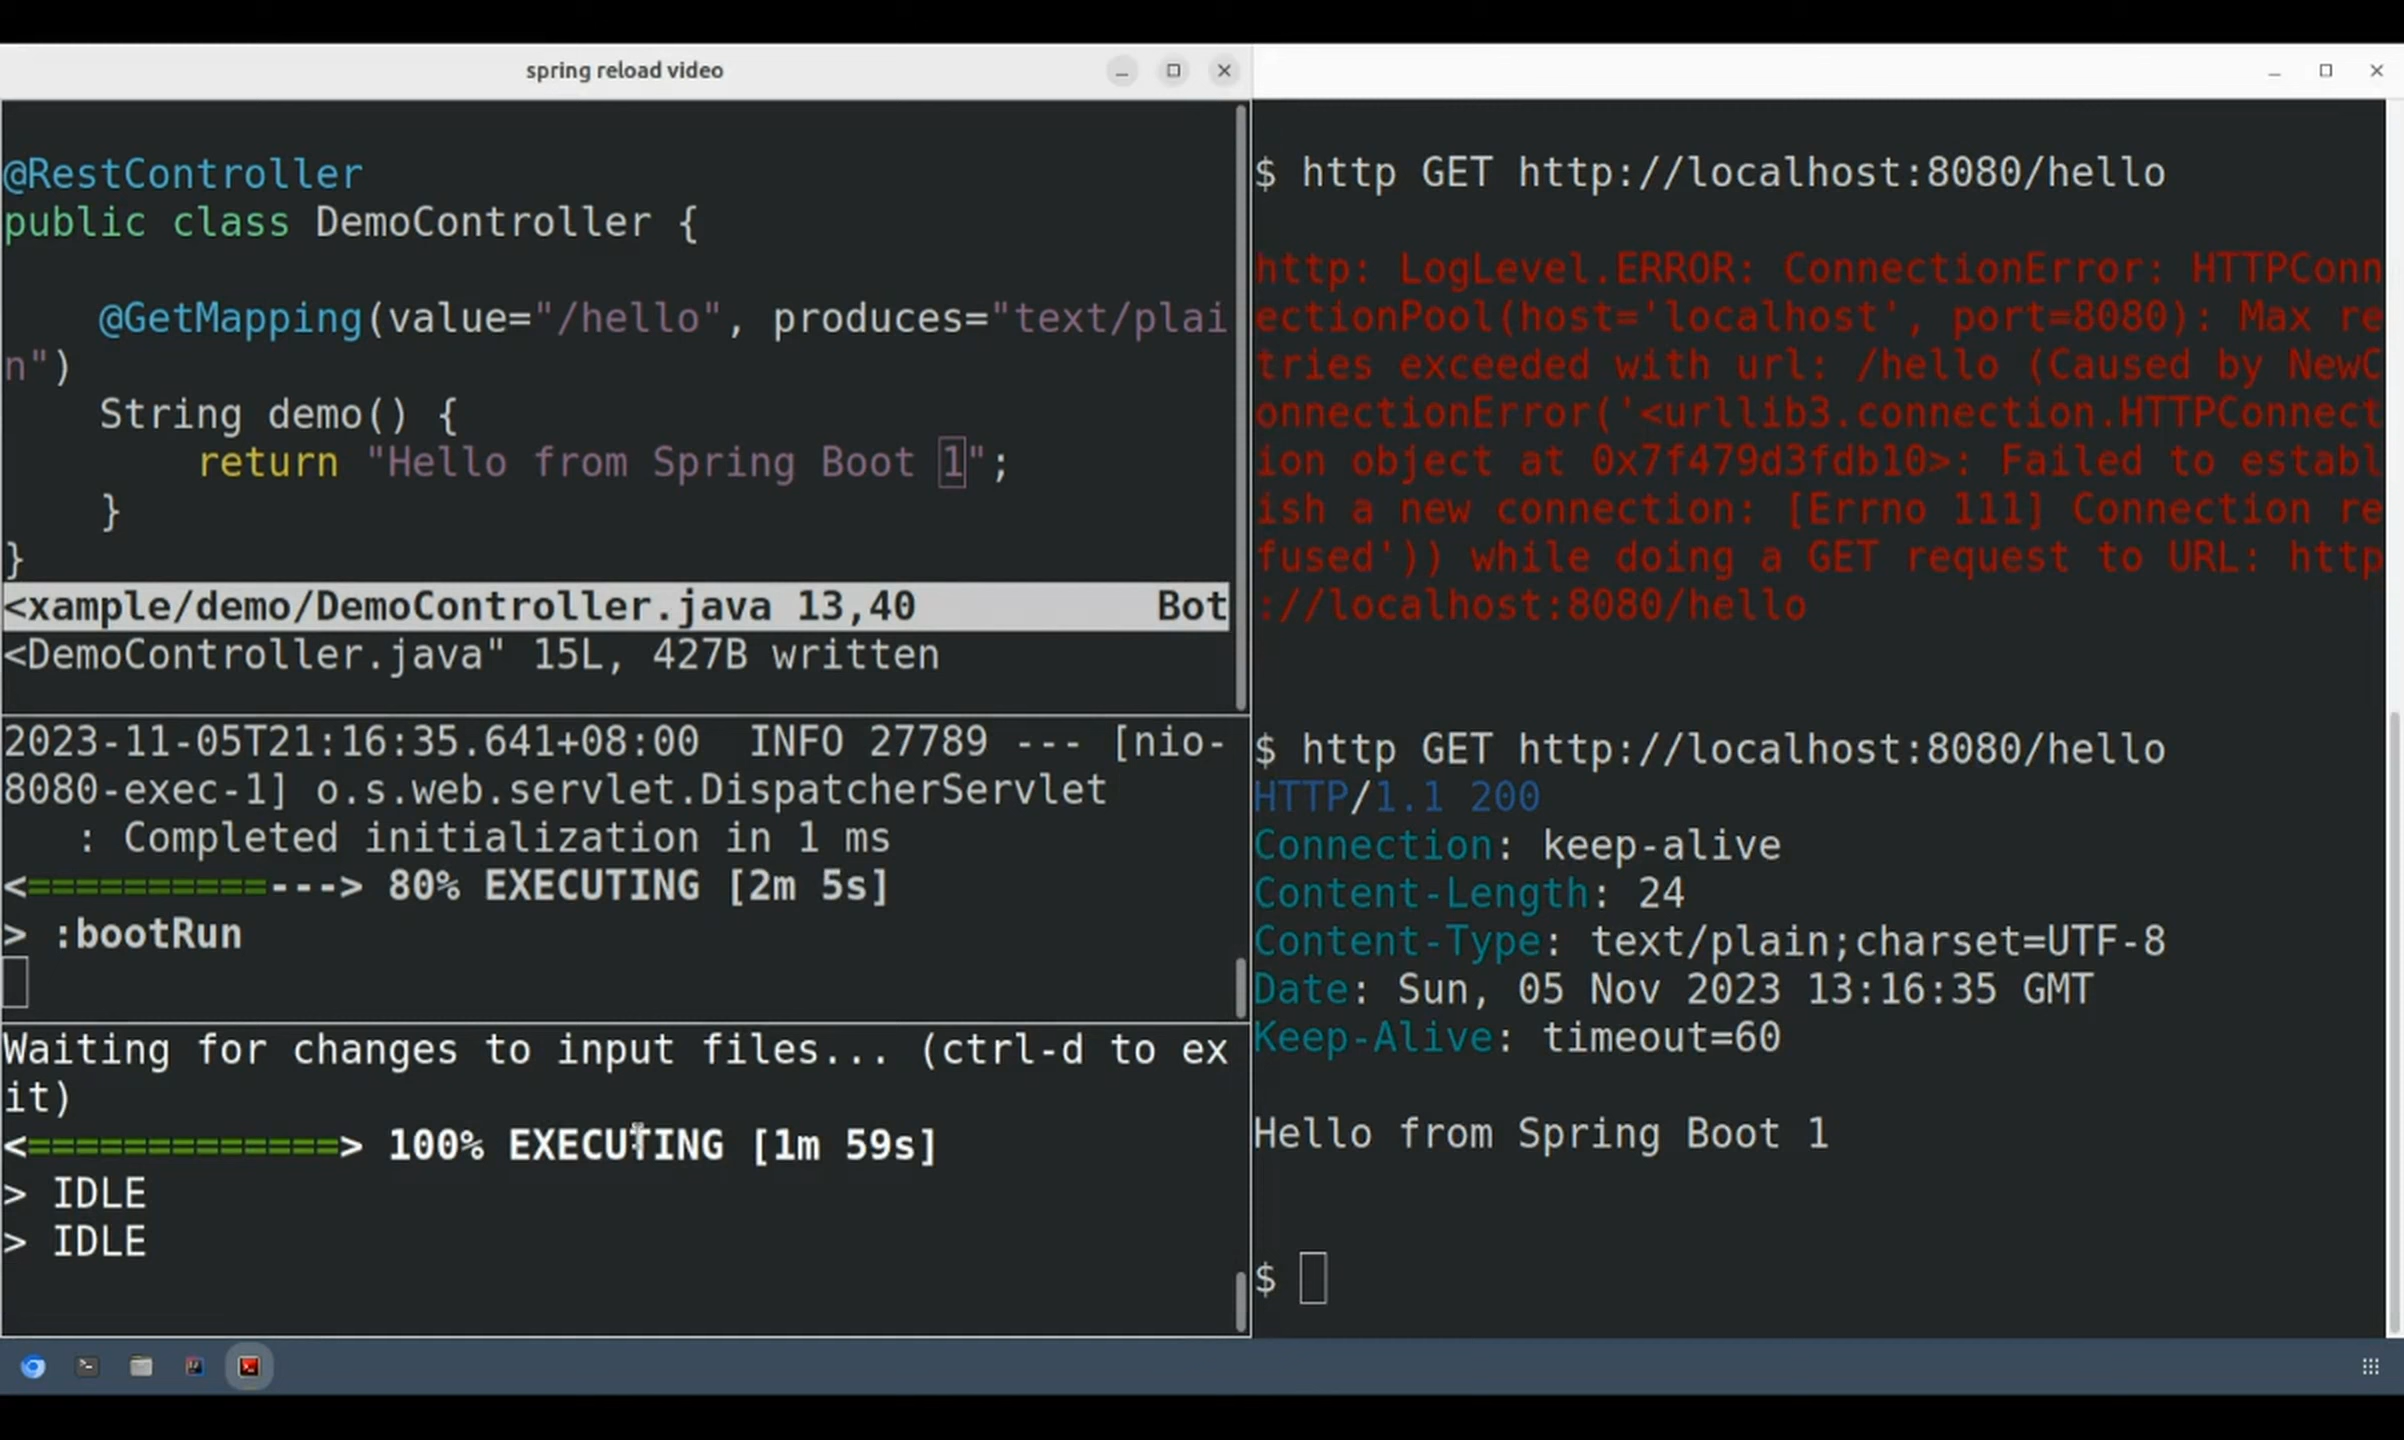 spring reload video
@RestController
public class DemoController {
@GetMapping(value="/hello", produces="text/plai
n")
String demo() {
return "Hello from Spring Boot 1";
}
}
<xample/demo/DemoController.java 13,40 Bot
<DemoController.java" 15L, 427B written
2023-11-05T21:16:35.641+08:00 INFO 27789 --- [nio-
8080-exec-1] o.s.web.servlet.DispatcherServlet
: Completed initialization in 1 ms
<==========---> 80% EXECUTING [2m 5s]
> :bootRun
Waiting for changes to input files... (ctrl-d to ex
it)
<=============> 100% EXECUTING [1m 59s]
> IDLE
> IDLE
$ http GET http://localhost:8080/hello
http: LogLevel.ERROR: ConnectionError: HTTPConn
ectionPool(host='localhost', port=8080): Max re
tries exceeded with url: /hello (Caused by NewC
onnectionError('<urllib3.connection.HTTPConnect
ion object at 0x7f479d3fdb10>: Failed to establ
ish a new connection: [Errno 111] Connection re
fused')) while doing a GET request to URL: http
://localhost:8080/hello
$ http GET http://localhost:8080/hello
HTTP/1.1 200
Connection: keep-alive
Content-Length: 24
Content-Type: text/plain;charset=UTF-8
Date: Sun, 05 Nov 2023 13:16:35 GMT
Keep-Alive: timeout=60
Hello from Spring Boot 1
$